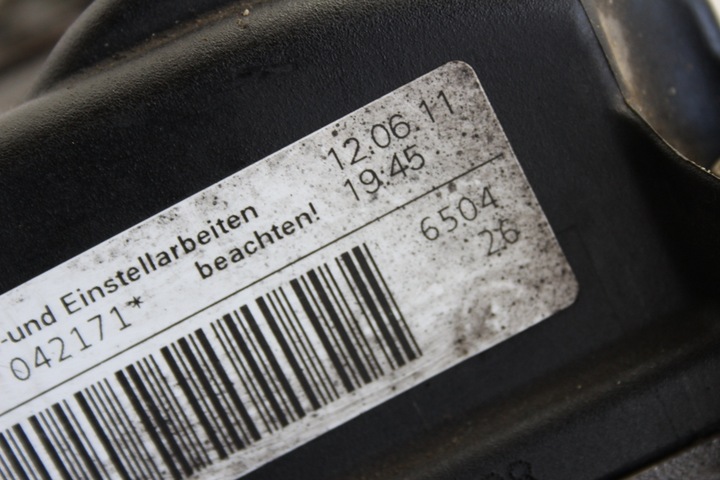 12.06.11
-und Einstellarbeiten 19:45
beachten!
042171* 6504
26